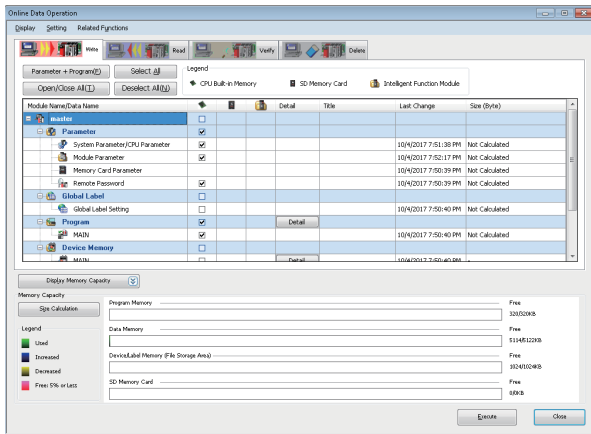 Online Data Operation
Display Setting Related Functions
Write Read Verify Delete
Parameter + Program(F) Select All Legend
Open/Close All(T) Deselect All(N) CPU Built-in Memory SD Memory Card Intelligent Function Module
Module Name/Data Name Detail Title Last Change Size (Byte)
master
Parameter
System Parameter/CPU Parameter 10/4/2017 7:51:38 PM Not Calculated
Module Parameter 10/4/2017 7:52:17 PM Not Calculated
Memory Card Parameter 10/4/2017 7:50:39 PM Not Calculated
Remote Password 10/4/2017 7:50:39 PM Not Calculated
Global Label
Global Label Setting 10/4/2017 7:50:40 PM Not Calculated
Program Detail
MAIN 10/4/2017 7:50:40 PM Not Calculated
Device Memory
MAIN Detail 10/4/2017 7:50:40 PM -
Display Memory Capacity
Memory Capacity
Size Calculation
Program Memory Free
320/320KB
Legend
Used
Increased
Decreased
Free: 5% or Less
Data Memory Free
5114/5122KB
Device/Label Memory (File Storage Area) Free
1024/1024KB
SD Memory Card Free
0/0KB
Execute Close